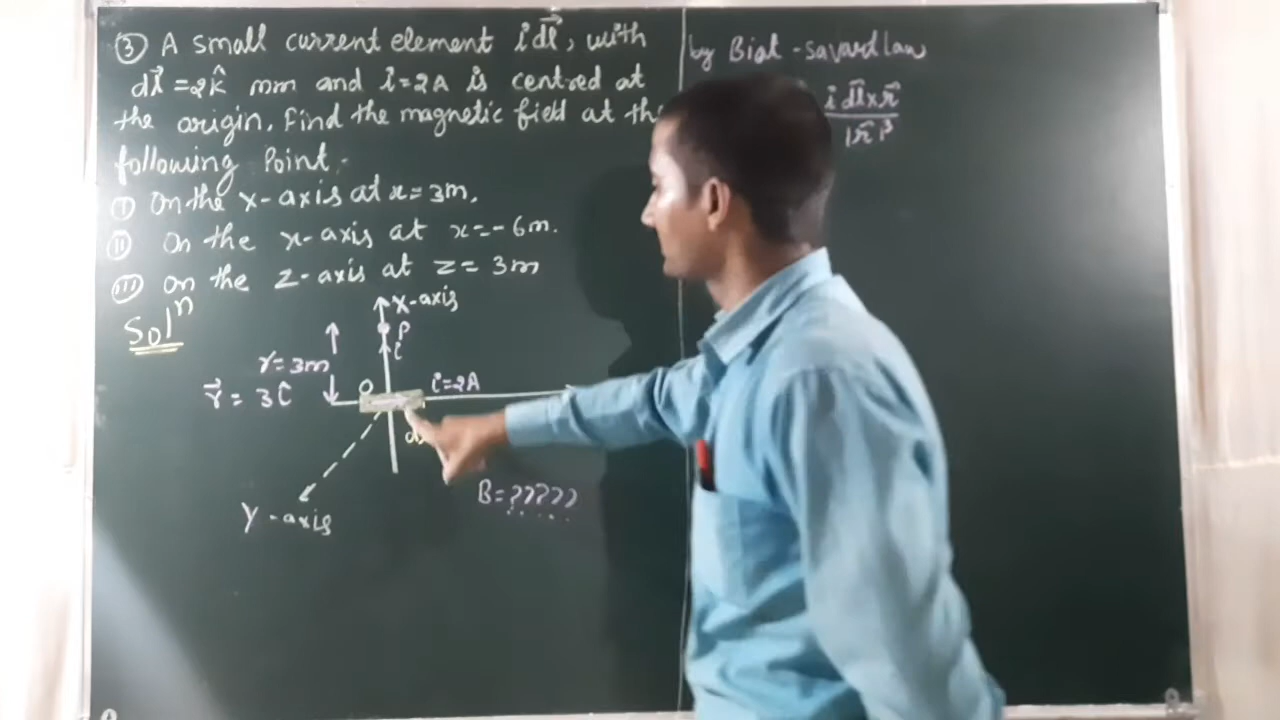 ③ A small current element i dl⃗, with
dl⃗ = 2k̂ mm and i=2A is centred at
the origin. Find the magnetic field at th
following Point.
Ⓘ On the X-axis at x=3m.
Ⓘⓘ on the x-axis at x=-6m.
Ⓘⓘⓘ on the z-axis at z= 3m
Solⁿ
X-axis
P
î
r=3m
r⃗ = 3î
O
i=2A
Y-axis
B=?????
by Biot-savard law
i dl⃗ x r⃗
|r⃗|³